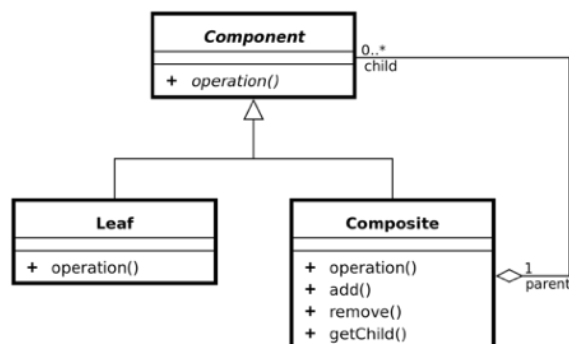 Component
0..*
child
+ operation()
Leaf
+ operation()
Composite
+ operation()
+ add()
+ remove()
+ getChild()
1
parent